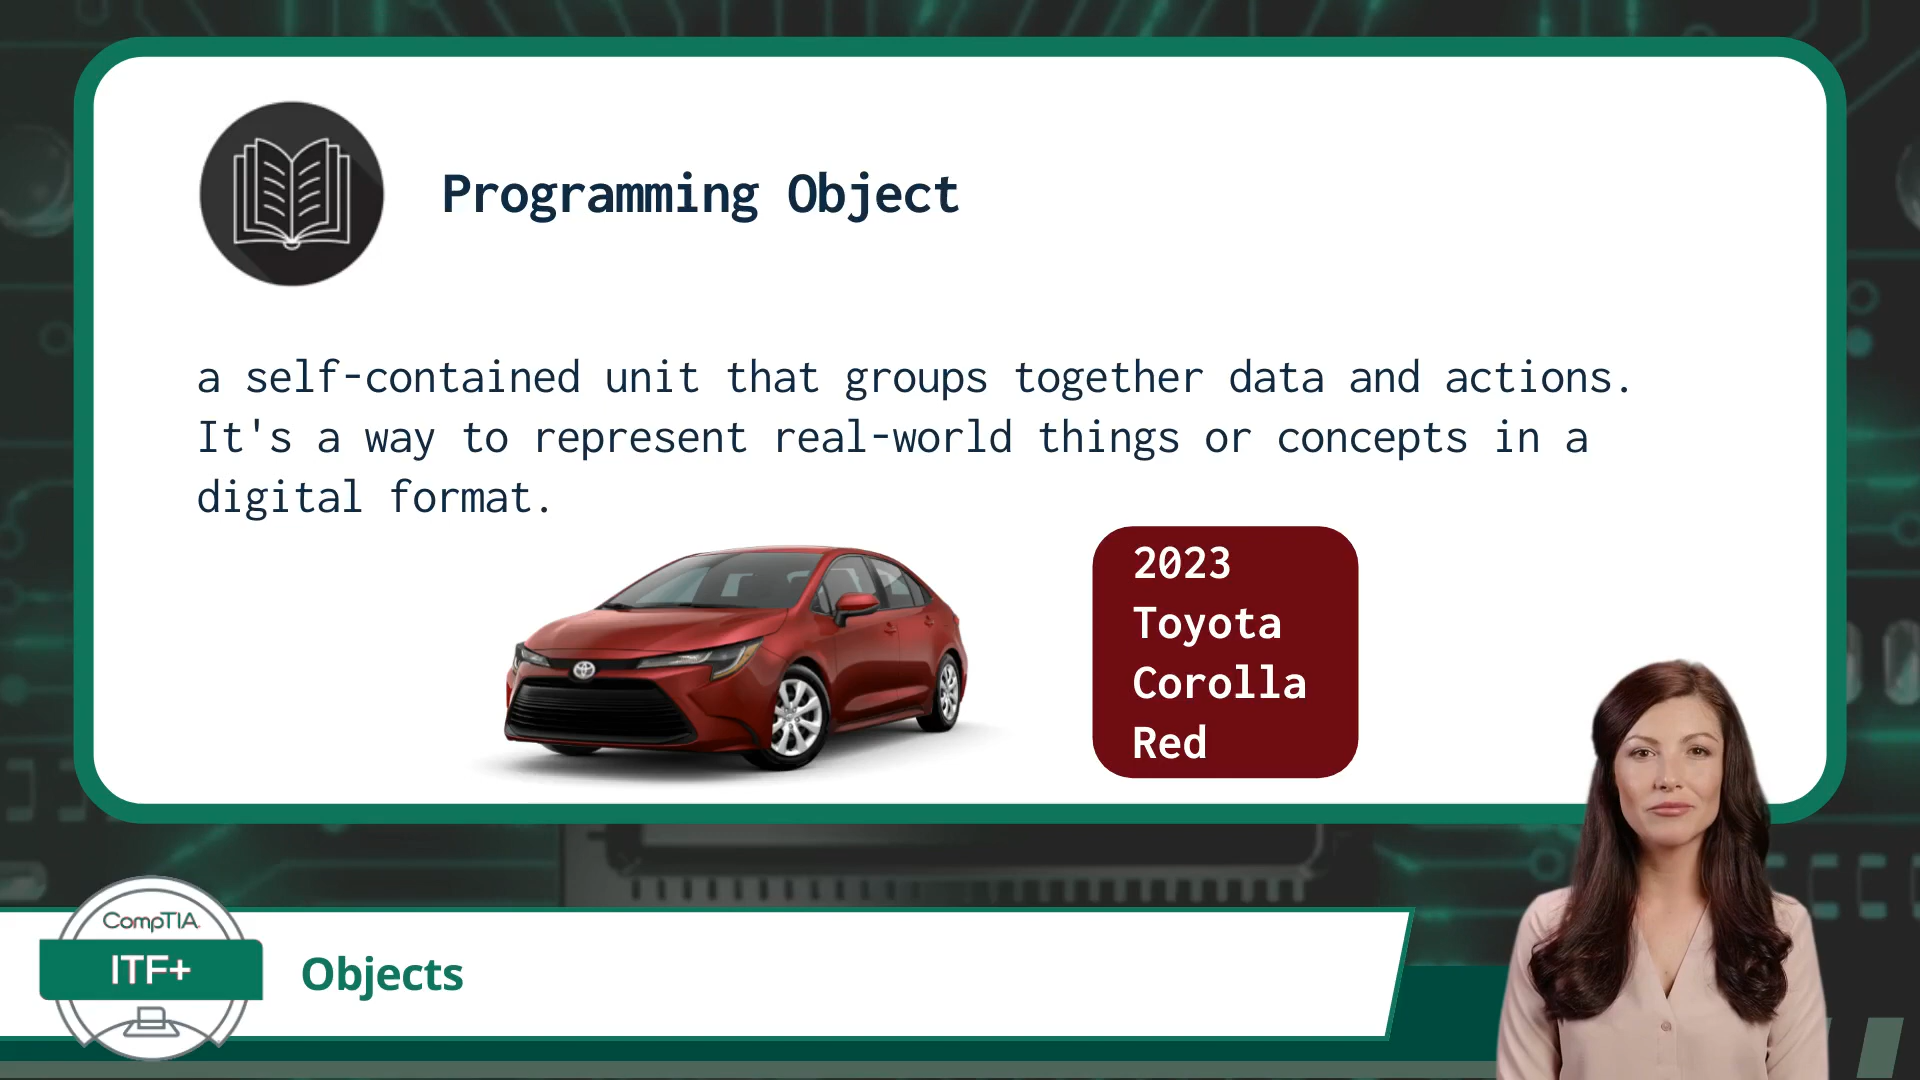 Programming Object
a self-contained unit that groups together data and actions.
It's a way to represent real-world things or concepts in a
digital format.
2023
Toyota
Corolla
Red
CompTIA
ITF+
Objects